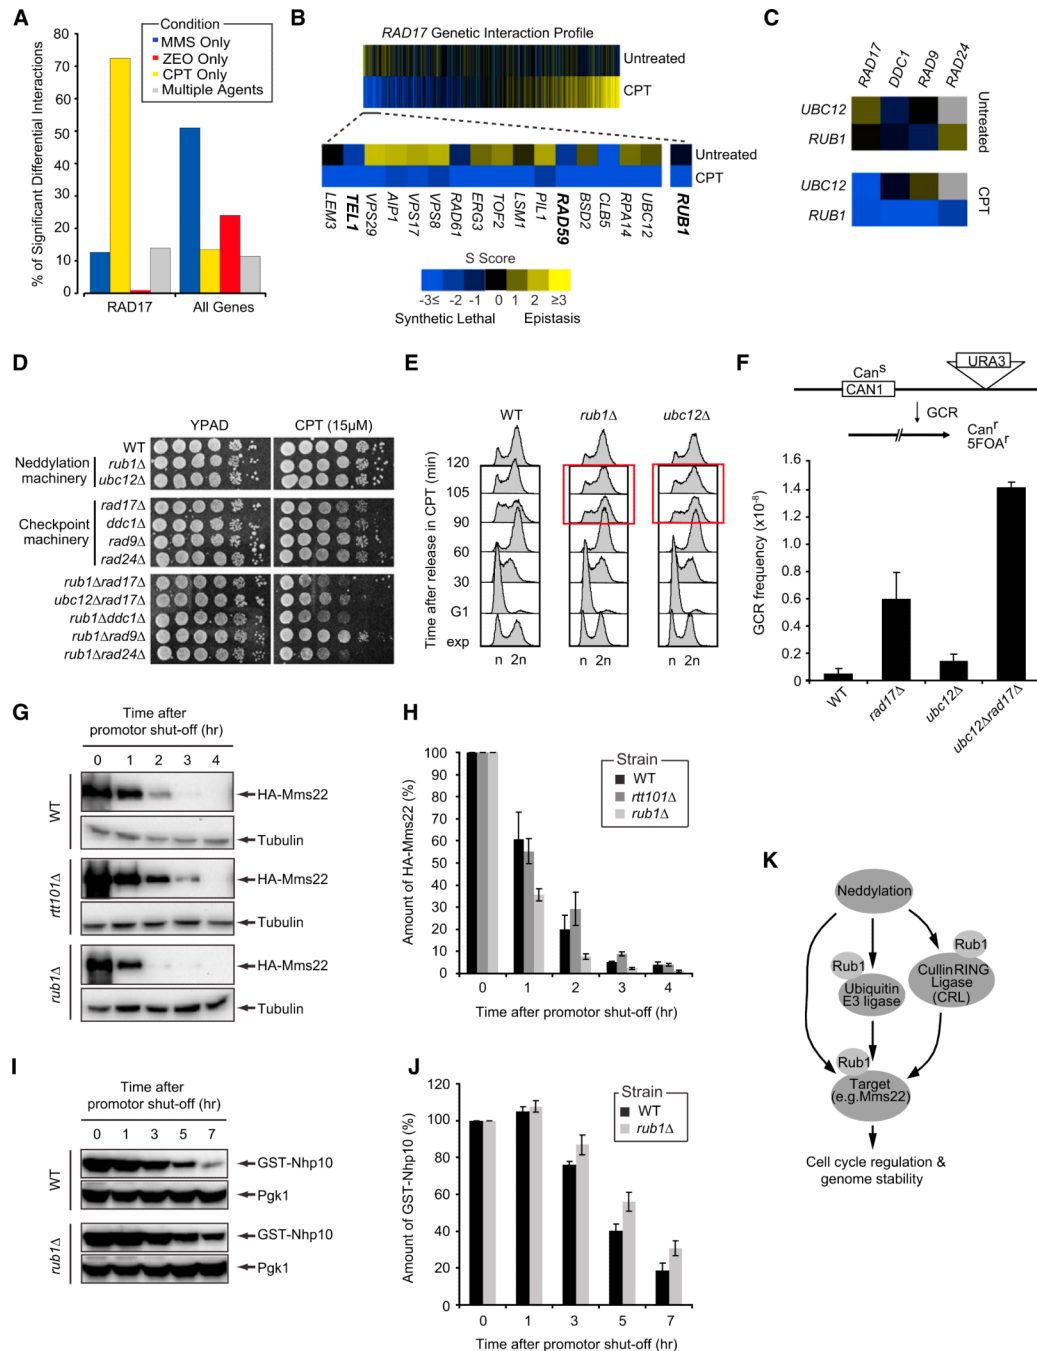 A
Condition
MMS Only
ZEO Only
CPT Only
Multiple Agents
% of Significant Differential Interactions
80
70
60
50
40
30
20
10
0
RAD17
All Genes
B
RAD17 Genetic Interaction Profile
Untreated
CPT
Untreated
CPT
LEM3
TEL1
VPS29
AIP1
VPS17
VPS8
RAD61
ERG3
TOF2
LSM1
PIL1
RAD59
BSD2
CLB5
RPA14
UBC12
RUB1
S Score
-3≤ -2 -1 0 1 2 ≥3
Synthetic Lethal Epistasis
C
RAD17
DDC1
RAD9
RAD24
UBC12
RUB1
Untreated
UBC12
RUB1
CPT
D
YPAD
CPT (15µM)
WT
Neddylation machinery
rub1Δ
ubc12Δ
Checkpoint machinery
rad17Δ
ddc1Δ
rad9Δ
rad24Δ
rub1Δrad17Δ
ubc12Δrad17Δ
rub1Δddc1Δ
rub1Δrad9Δ
rub1Δrad24Δ
E
WT
rub1Δ
ubc12Δ
Time after release in CPT (min)
120
105
90
60
30
G1
exp
n 2n
n 2n
n 2n
F
URA3
Canˢ
CAN1
GCR
Canʳ
5FOAʳ
GCR frequency (x10⁻⁸)
1.6
1.4
1.2
1.0
0.8
0.6
0.4
0.2
0
WT
rad17Δ
ubc12Δ
ubc12Δrad17Δ
G
Time after
promotor shut-off (hr)
0 1 2 3 4
WT
HA-Mms22
Tubulin
rtt101Δ
HA-Mms22
Tubulin
rub1Δ
HA-Mms22
Tubulin
H
Amount of HA-Mms22 (%)
100
90
80
70
60
50
40
30
20
10
0
Strain
WT
rtt101Δ
rub1Δ
0 1 2 3 4
Time after promotor shut-off (hr)
I
Time after
promotor shut-off (hr)
0 1 3 5 7
WT
GST-Nhp10
Pgk1
rub1Δ
GST-Nhp10
Pgk1
J
Amount of GST-Nhp10 (%)
120
100
80
60
40
20
0
Strain
WT
rub1Δ
0 1 3 5 7
Time after promotor shut-off (hr)
K
Neddylation
Rub1
Rub1
Ubiquitin
E3 ligase
Cullin RING
Ligase
(CRL)
Rub1
Target
(e.g.Mms22)
Cell cycle regulation &
genome stability